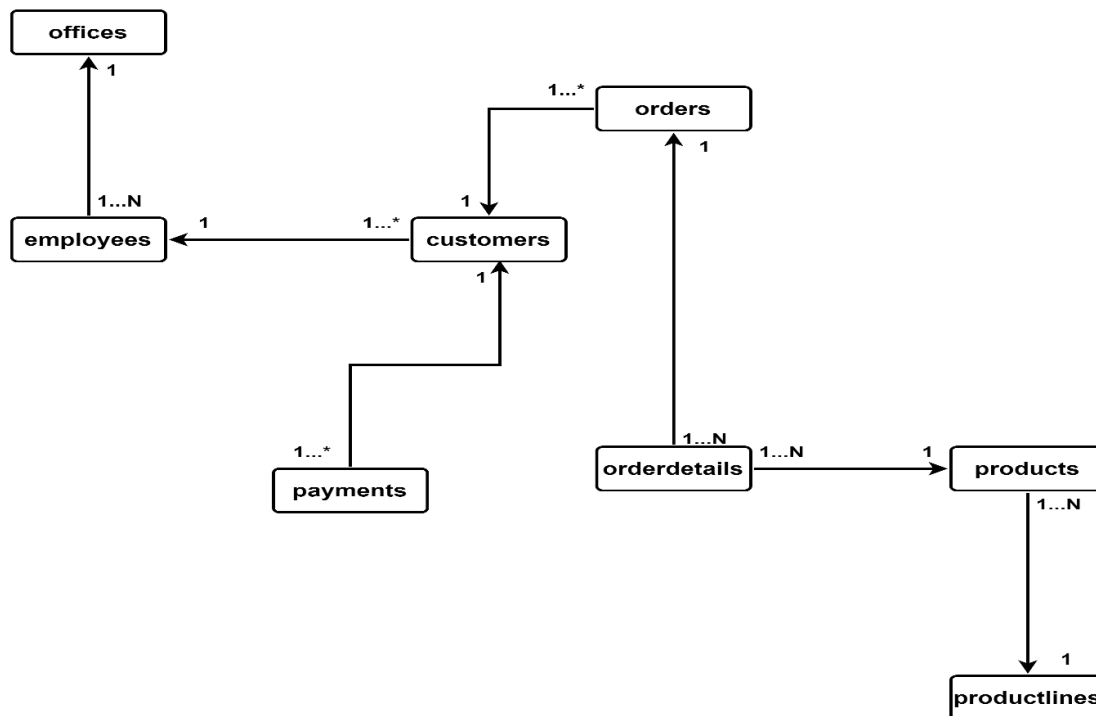 offices
1
1...*
orders
1
1...N
1
employees
1
1...*
customers
1
1...*
payments
1...N
orderdetails
1...N
1
products
1...N
1
productlines